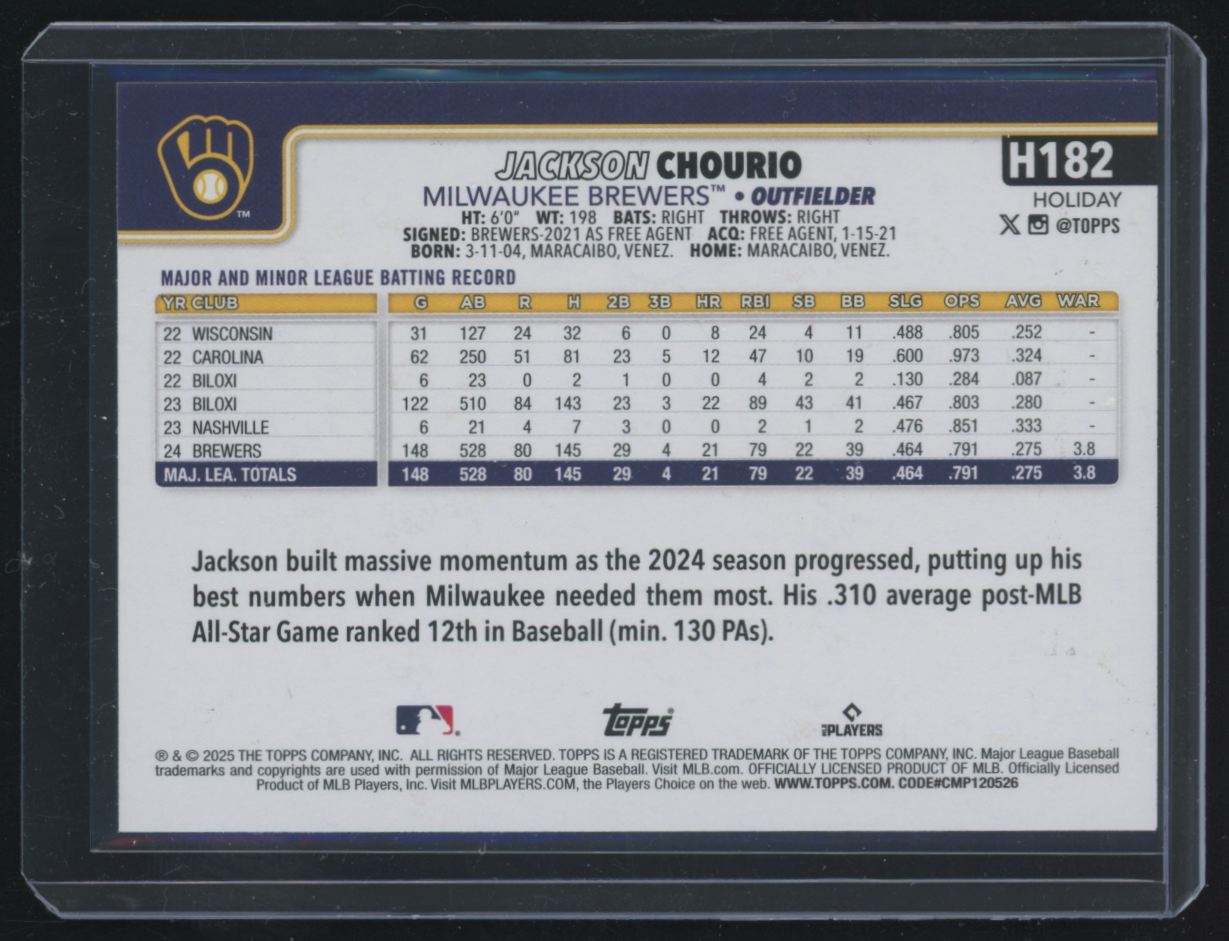 H182
JACKSON CHOURIO
MILWAUKEE BREWERS™ • OUTFIELDER
HOLIDAY
HT: 6'0" WT: 198 BATS: RIGHT THROWS: RIGHT
@TOPPS
SIGNED: BREWERS-2021 AS FREE AGENT ACQ: FREE AGENT, 1-15-21
BORN: 3-11-04, MARACAIBO, VENEZ. HOME: MARACAIBO, VENEZ.
TM
MAJOR AND MINOR LEAGUE BATTING RECORD
YR CLUB G AB R H 2B 3B HR RBI SB BB SLG OPS AVG WAR
22 WISCONSIN 31 127 24 32 6 0 8 24 4 11 .488 .805 .252 -
22 CAROLINA 62 250 51 81 23 5 12 47 10 19 .600 .973 .324 -
22 BILOXI 6 23 0 2 1 0 0 4 2 2 .130 .284 .087 -
23 BILOXI 122 510 84 143 23 3 22 89 43 41 .467 .803 .280 -
23 NASHVILLE 6 21 4 7 3 0 0 2 1 2 .476 .851 .333 -
24 BREWERS 148 528 80 145 29 4 21 79 22 39 .464 .791 .275 3.8
MAJ. LEA. TOTALS 148 528 80 145 29 4 21 79 22 39 .464 .791 .275 3.8
Jackson built massive momentum as the 2024 season progressed, putting up his
best numbers when Milwaukee needed them most. His .310 average post-MLB
All-Star Game ranked 12th in Baseball (min. 130 PAs).
Topps
MLB PLAYERS
® & © 2025 THE TOPPS COMPANY, INC. ALL RIGHTS RESERVED. TOPPS IS A REGISTERED TRADEMARK OF THE TOPPS COMPANY, INC. Major League Baseball
trademarks and copyrights are used with permission of Major League Baseball. Visit MLB.com. OFFICIALLY LICENSED PRODUCT OF MLB. Officially Licensed
Product of MLB Players, Inc. Visit MLBPLAYERS.COM, the Players Choice on the web. WWW.TOPPS.COM. CODE#CMP120526